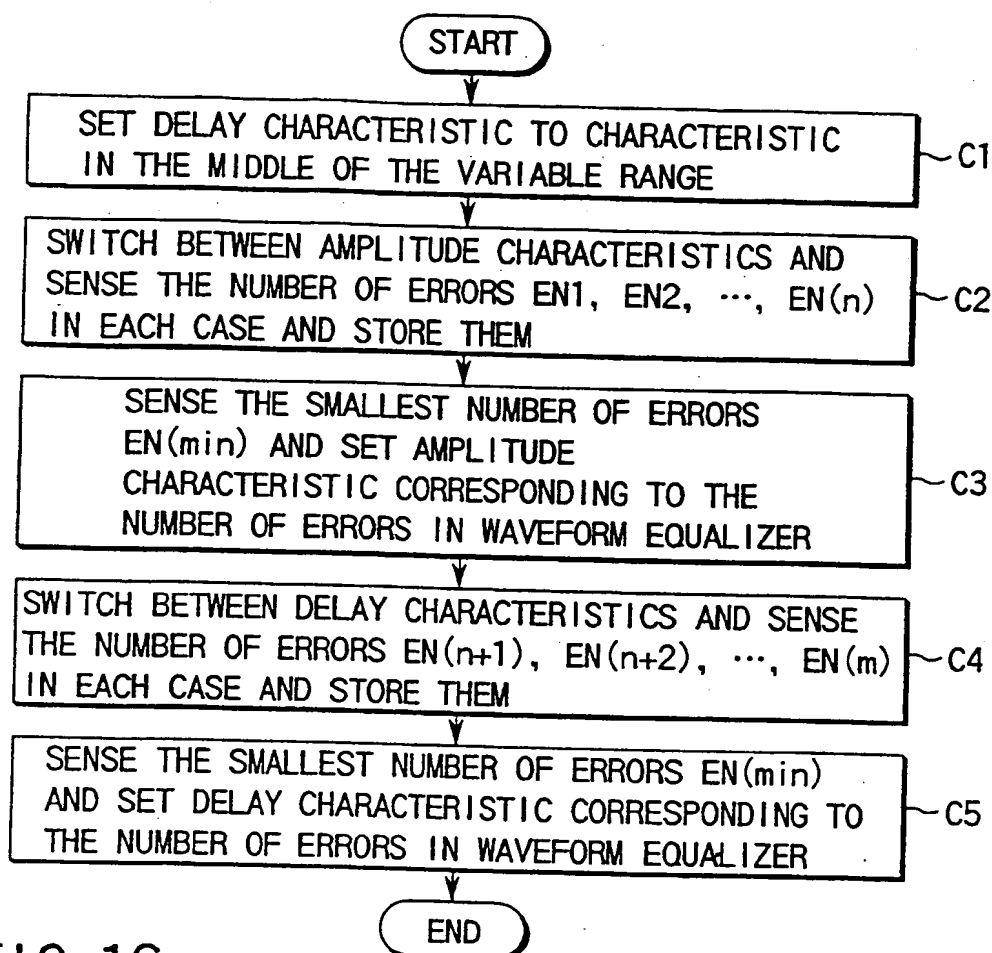 START
SET DELAY CHARACTERISTIC TO CHARACTERISTIC
IN THE MIDDLE OF THE VARIABLE RANGE
C1
SWITCH BETWEEN AMPLITUDE CHARACTERISTICS AND
SENSE THE NUMBER OF ERRORS EN1, EN2, ···, EN(n)
IN EACH CASE AND STORE THEM
C2
SENSE THE SMALLEST NUMBER OF ERRORS
EN(min) AND SET AMPLITUDE
CHARACTERISTIC CORRESPONDING TO THE
NUMBER OF ERRORS IN WAVEFORM EQUALIZER
C3
SWITCH BETWEEN DELAY CHARACTERISTICS AND SENSE
THE NUMBER OF ERRORS EN(n+1), EN(n+2), ···, EN(m)
IN EACH CASE AND STORE THEM
C4
SENSE THE SMALLEST NUMBER OF ERRORS EN(min)
AND SET DELAY CHARACTERISTIC CORRESPONDING TO
THE NUMBER OF ERRORS IN WAVEFORM EQUALIZER
C5
END